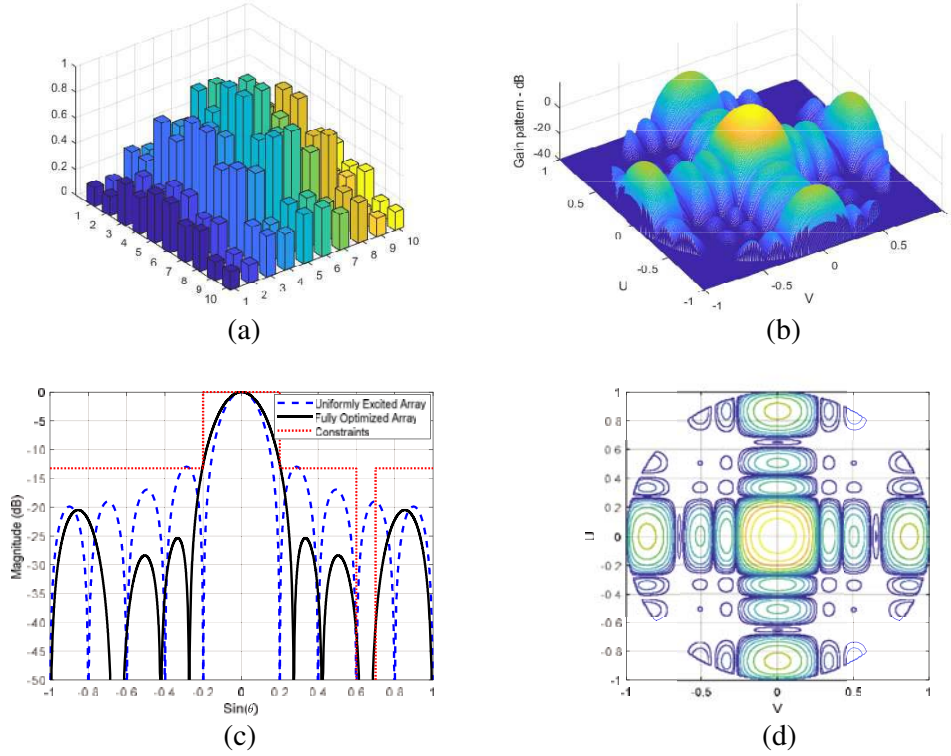 1
0.8
0.6
0.4
0.2
0
1 2 3 4 5 6 7 8 9 10
1 2 3 4 5 6 7 8 9 10
(a)
Gain pattern - dB
0
-20
-40
1
0.5
0
-0.5
-1
U
-1
-0.5
0
0.5
V
(b)
Magnitude (dB)
0
-5
-10
-15
-20
-25
-30
-35
-40
-45
-50
-1 -0.8 -0.6 -0.4 -0.2 0 0.2 0.4 0.6 0.8 1
Sin(θ)
Uniformly Excited Array
Fully Optimized Array
Constraints
(c)
U
1
0.8
0.6
0.4
0.2
0
-0.2
-0.4
-0.6
-0.8
-1
-1 -0.5 0 0.5 1
V
(d)